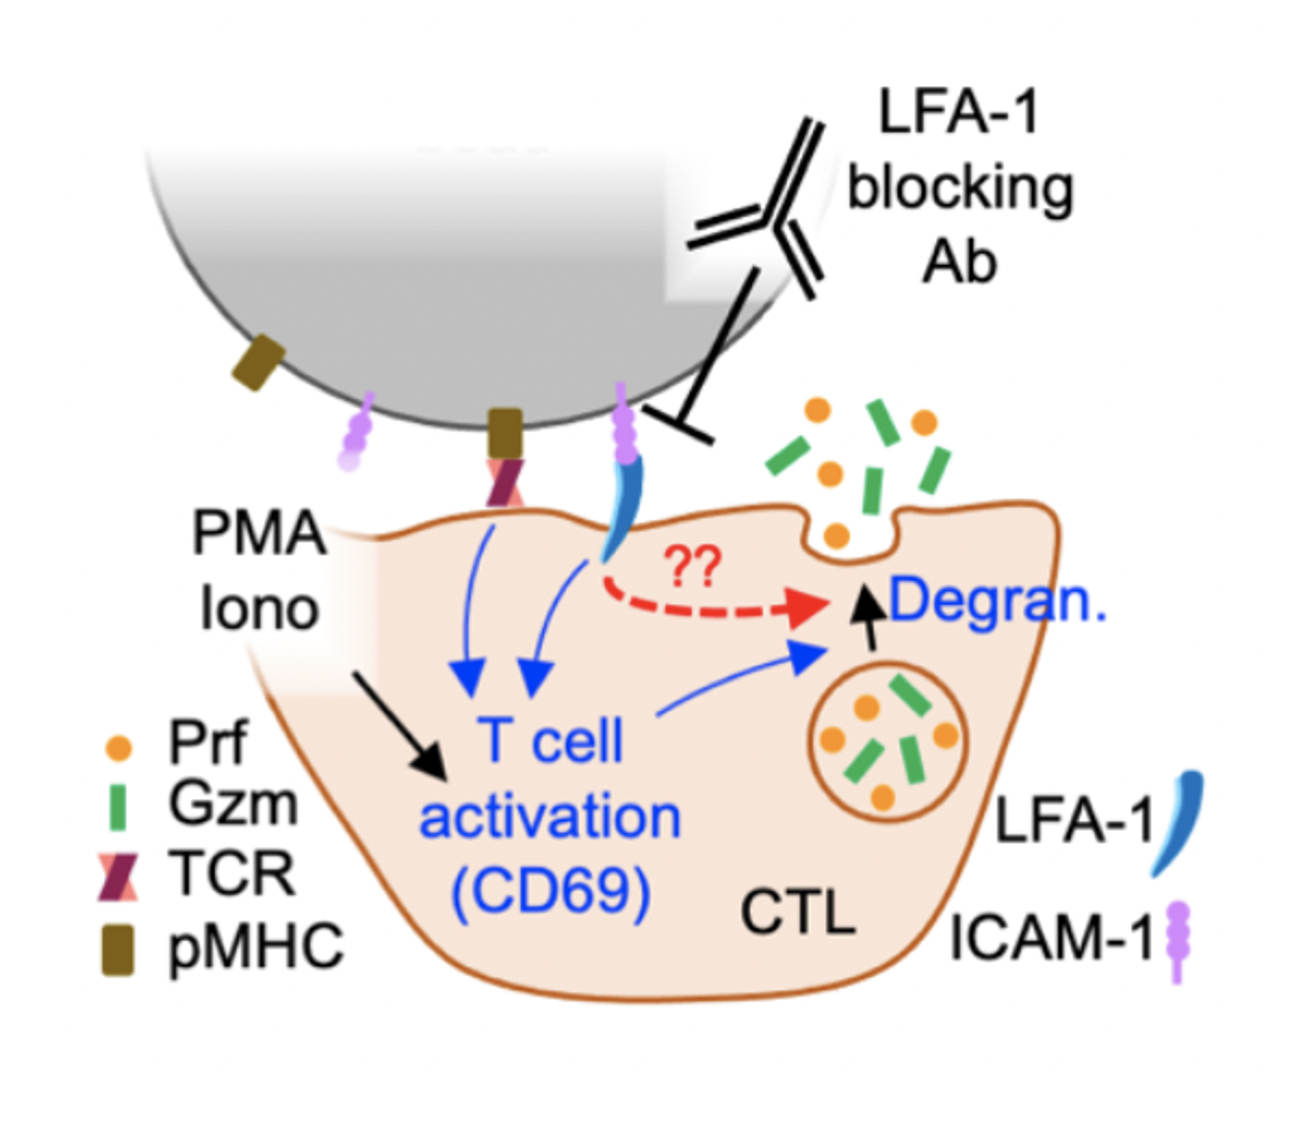 LFA-1
blocking
Ab
PMA
Iono
??
Degran.
T cell
activation
(CD69)
CTL
Prf
Gzm
TCR
pMHC
LFA-1
ICAM-1